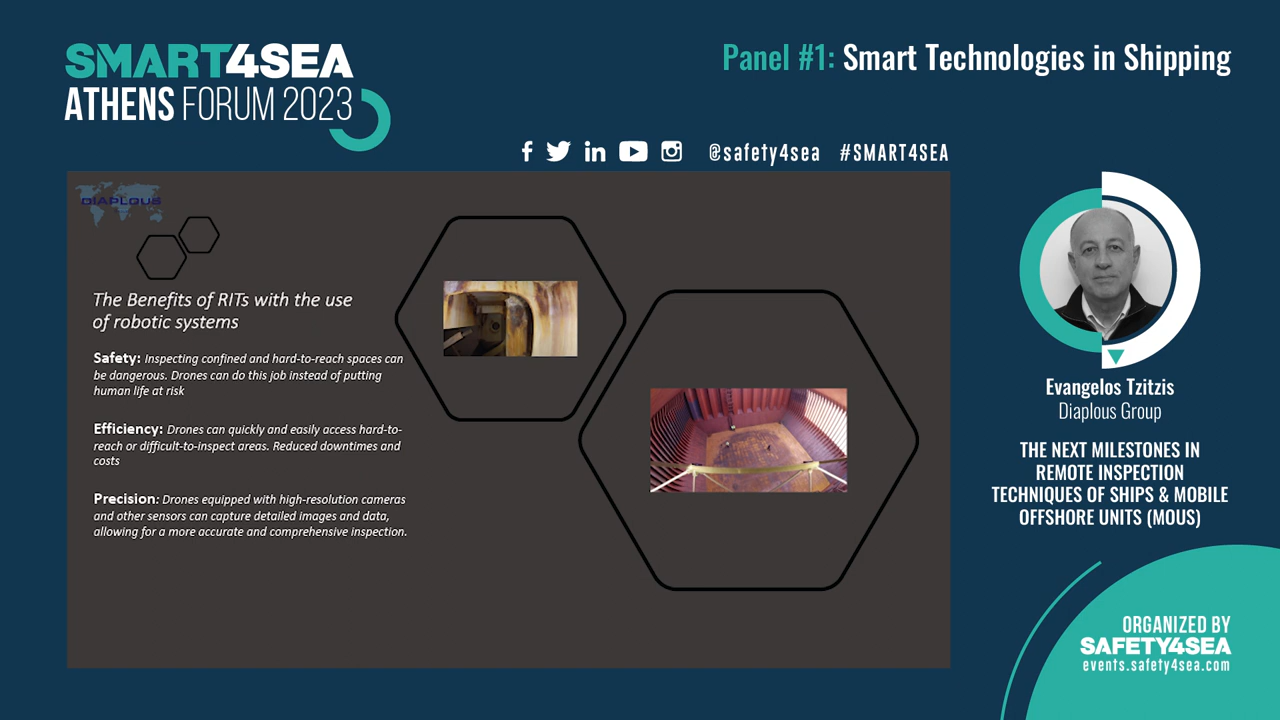 SMART4SEA
ATHENS FORUM 2023
Panel #1: Smart Technologies in Shipping
@safety4sea #SMART4SEA
DIAPLOUS
The Benefits of RITs with the use
of robotic systems
Safety: Inspecting confined and hard-to-reach spaces can
be dangerous. Drones can do this job instead of putting
human life at risk
Efficiency: Drones can quickly and easily access hard-to-
reach or difficult-to-inspect areas. Reduced downtimes and
costs
Precision: Drones equipped with high-resolution cameras
and other sensors can capture detailed images and data,
allowing for a more accurate and comprehensive inspection.
Evangelos Tzitzis
Diaplous Group
THE NEXT MILESTONES IN
REMOTE INSPECTION
TECHNIQUES OF SHIPS & MOBILE
OFFSHORE UNITS (MOUS)
ORGANIZED BY
SAFETY4SEA
events.safety4sea.com